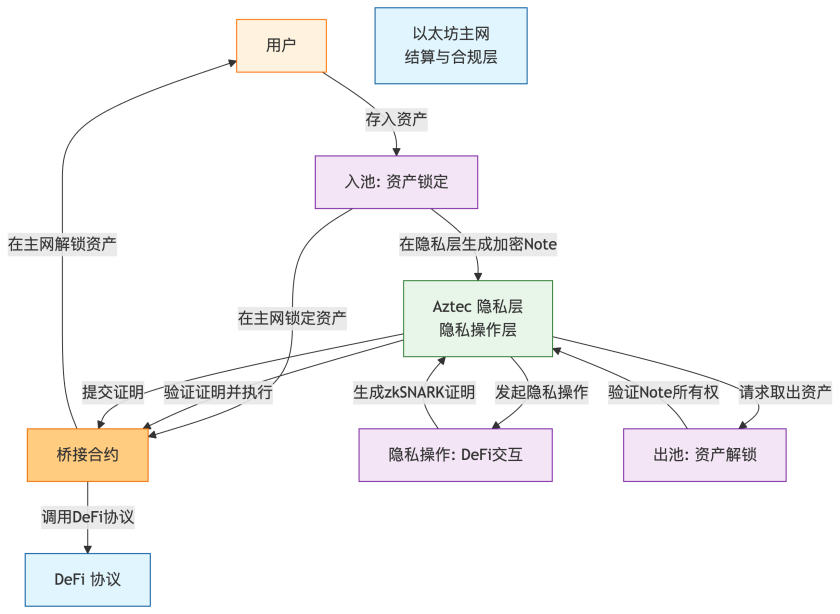 用户
以太坊主网
结算与合规层
存入资产
入池: 资产锁定
在主网解锁资产
在隐私层生成加密Note
在主网锁定资产
Aztec 隐私层
隐私操作层
提交证明
验证证明并执行
生成zkSNARK证明
发起隐私操作
验证Note所有权
请求取出资产
桥接合约
隐私操作: DeFi交互
出池: 资产解锁
调用DeFi协议
DeFi 协议